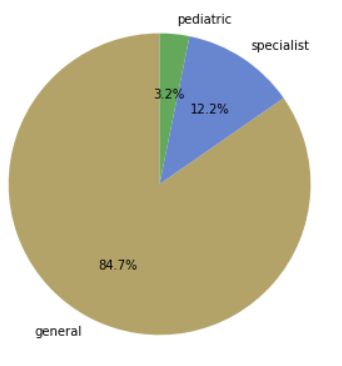 pediatric
specialist
3.2%
12.2%
84.7%
general